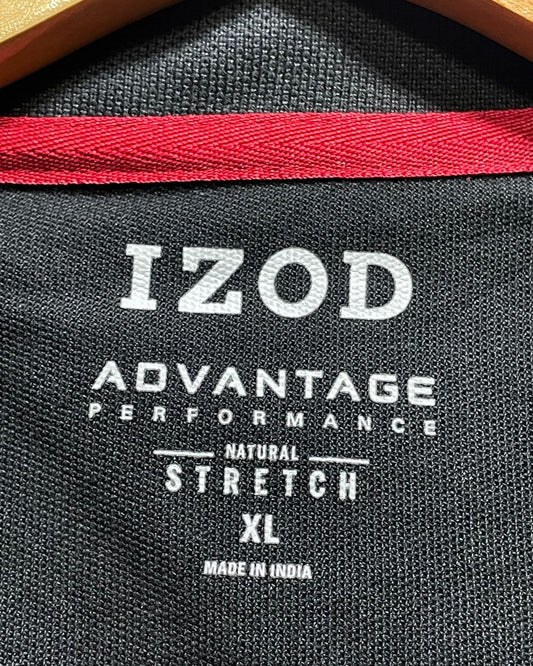 IZOD
ADVANTAGE
PERFORMANCE
NATURAL
STRETCH
XL
MADE IN INDIA